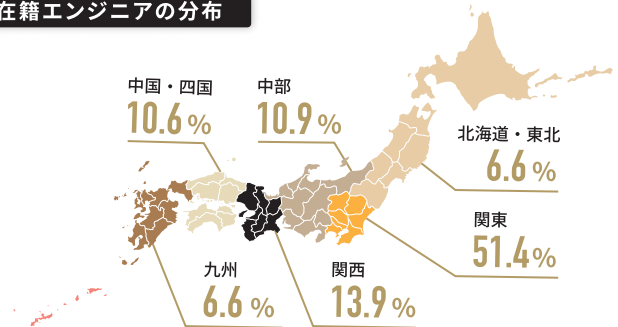 在籍エンジニアの分布
中国・四国
10.6%
中部
10.9%
北海道・東北
6.6%
関東
51.4%
九州
6.6%
関西
13.9%